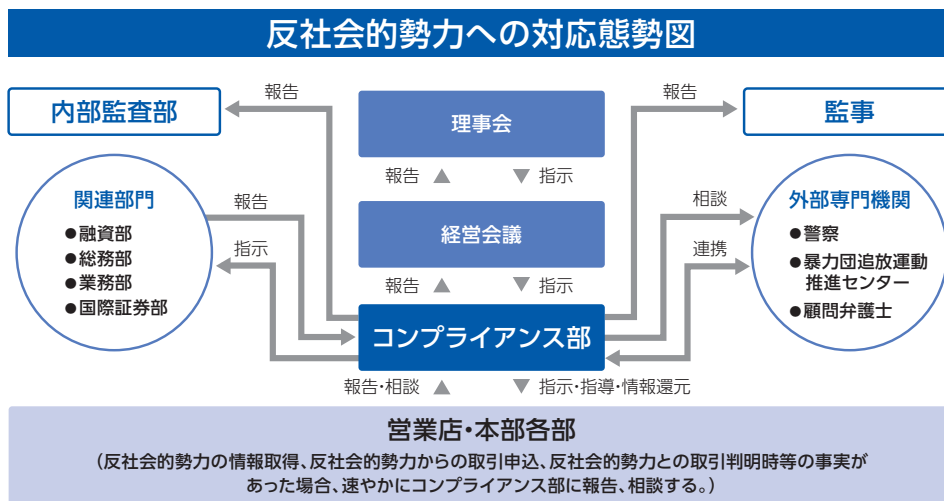 反社会的勢力への対応態勢図
内部監査部
報告
理事会
報告
監事
報告 ▲ ▼ 指示
関連部門
●融資部
●総務部
●業務部
●国際証券部
報告
指示
経営会議
相談
連携
外部専門機関
●警察
●暴力団追放運動
推進センター
●顧問弁護士
報告 ▲ ▼ 指示
コンプライアンス部
報告・相談 ▲ ▼ 指示・指導・情報還元
営業店・本部各部
(反社会的勢力の情報取得、反社会的勢力からの取引申込、反社会的勢力との取引判明時等の事実が
あった場合、速やかにコンプライアンス部に報告、相談する。)